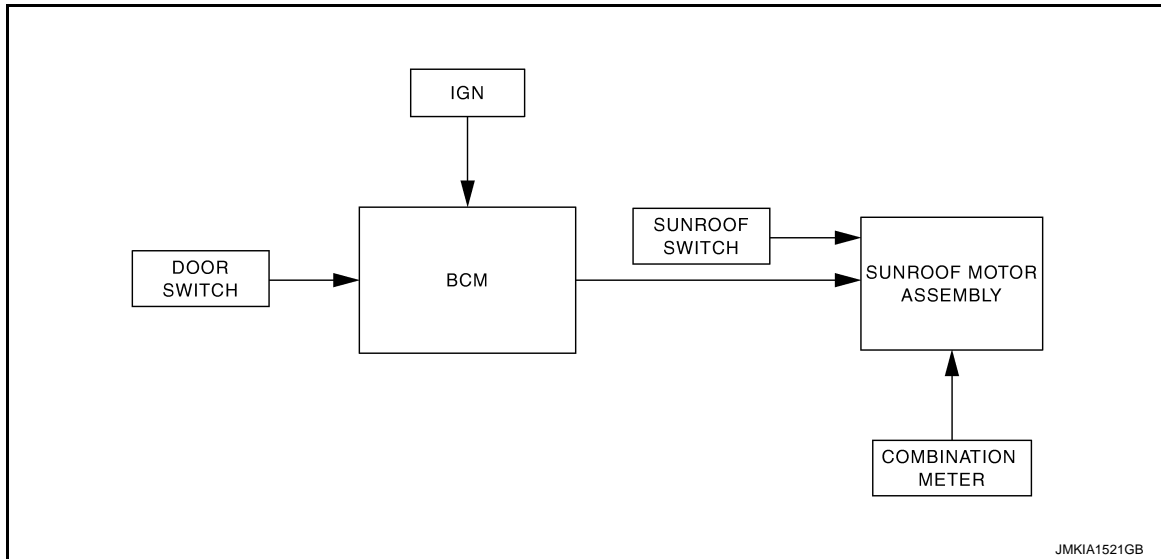 IGN
SUNROOF
SWITCH
DOOR
SWITCH
BCM
SUNROOF MOTOR
ASSEMBLY
COMBINATION
METER
JMKIA1521GB